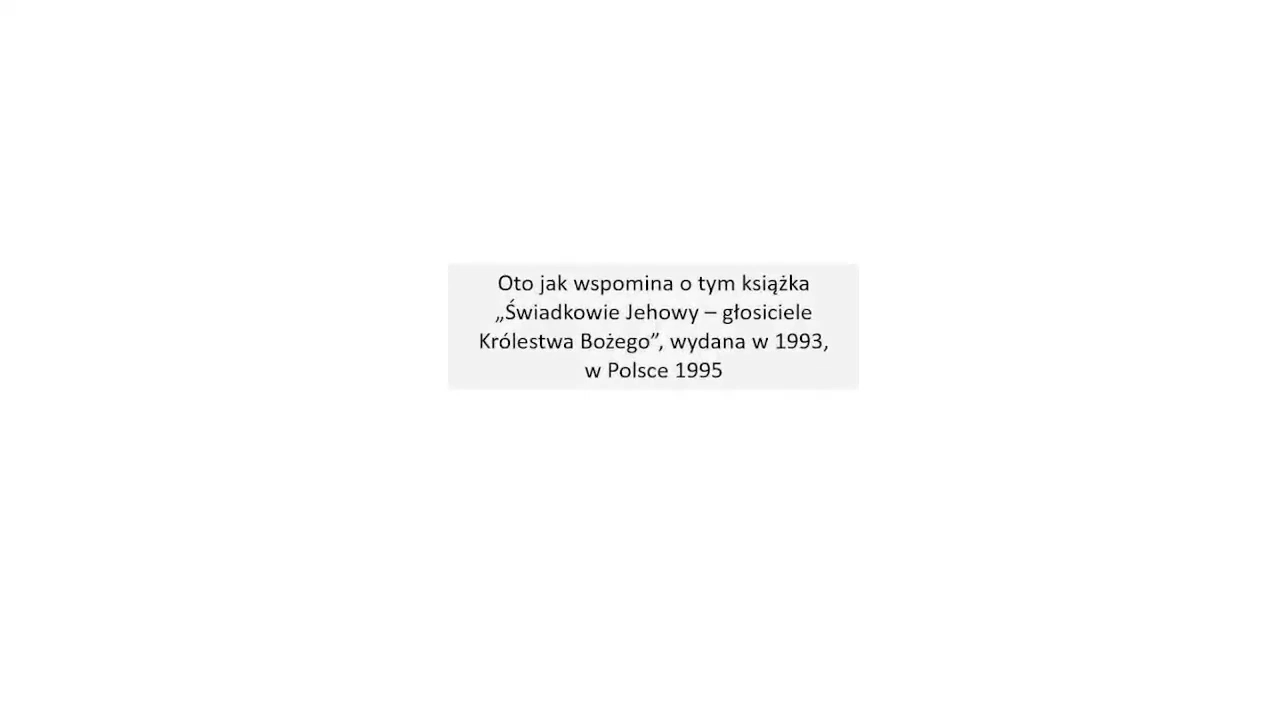 Oto jak wspomina o tym książka
„Świadkowie Jehowy – głosiciele
Królestwa Bożego”, wydana w 1993,
w Polsce 1995